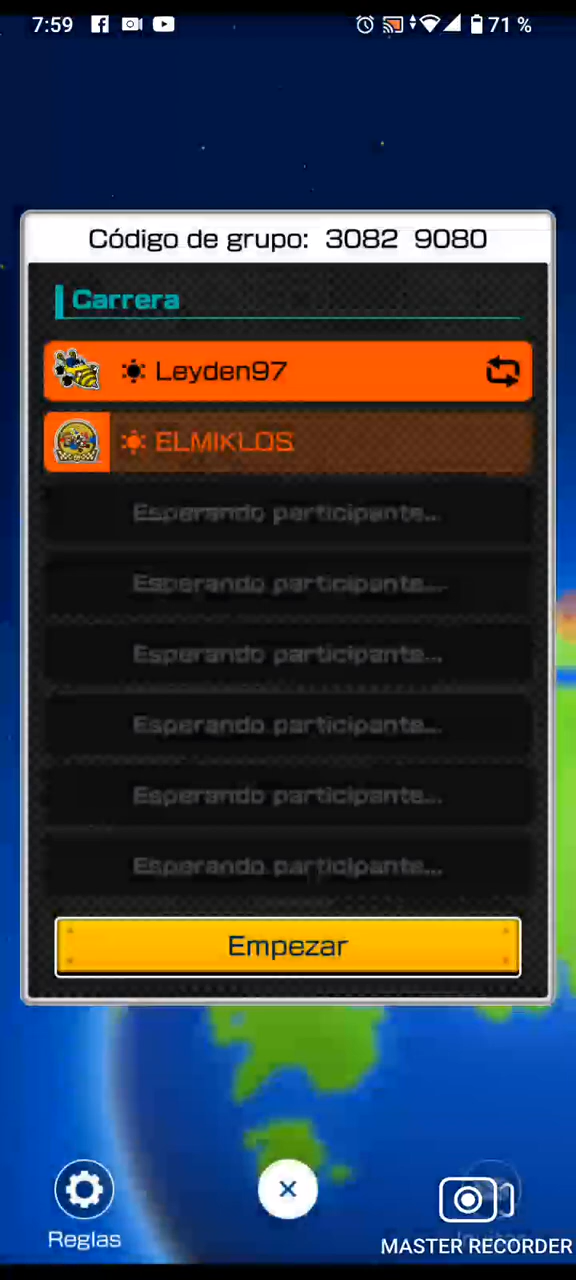 7:59
71 %
Código de grupo: 3082 9080
Carrera
Leyden97
ELMIKLOS
Esperando participante...
Esperando participante...
Esperando participante...
Esperando participante...
Esperando participante...
Esperando participante...
Empezar
Reglas
MASTER RECORDER